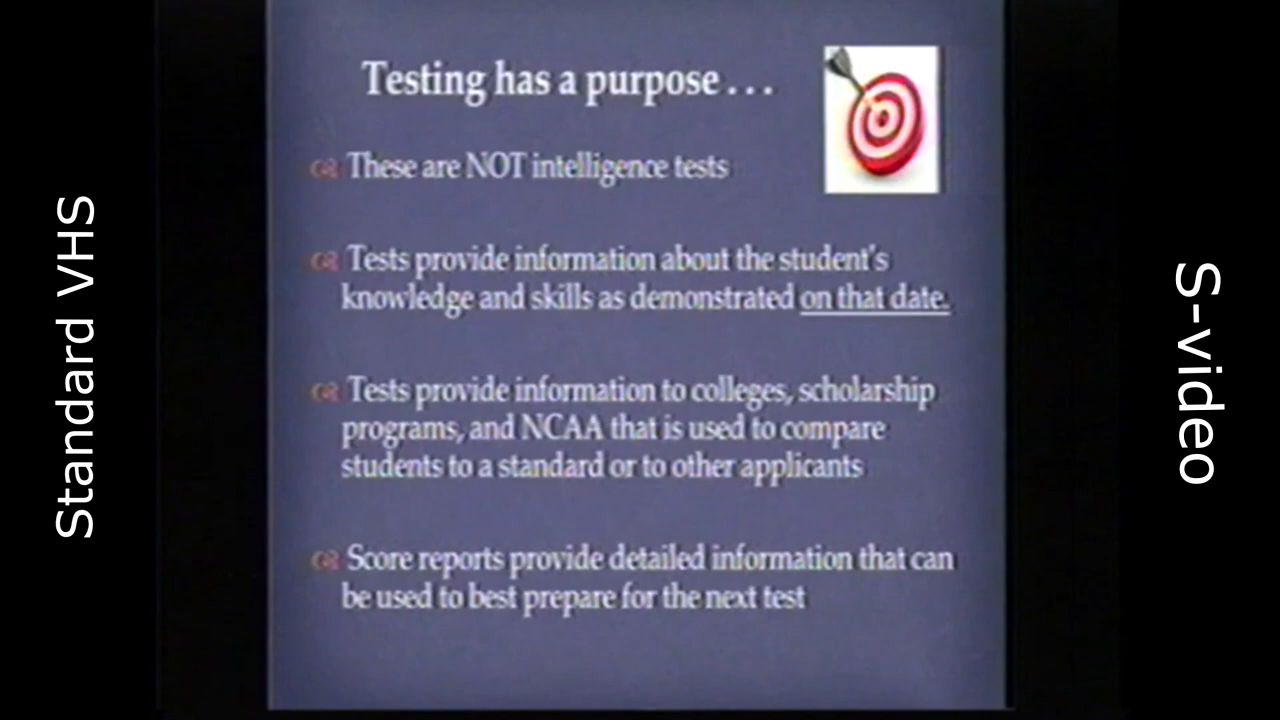 Standard VHS
Testing has a purpose . . .
These are NOT intelligence tests
Tests provide information about the student's
knowledge and skills as demonstrated on that date.
Tests provide information to colleges, scholarship
programs, and NCAA that is used to compare
students to a standard or to other applicants
Score reports provide detailed information that can
be used to best prepare for the next test
S-video